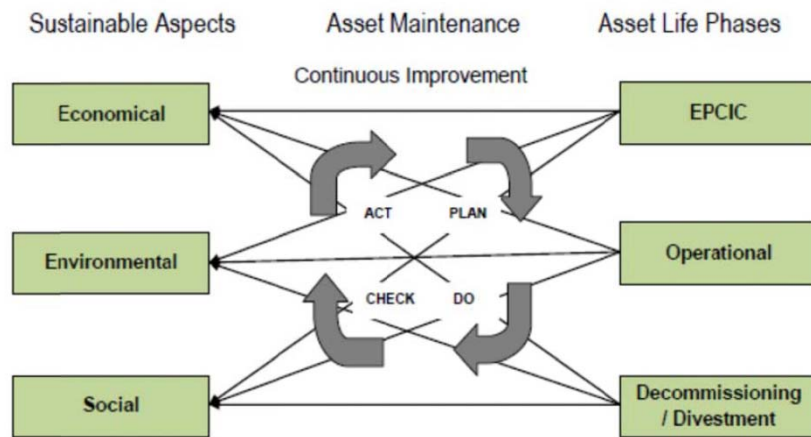 Sustainable Aspects
Asset Maintenance
Asset Life Phases
Continuous Improvement
Economical
EPCIC
ACT
PLAN
Environmental
Operational
CHECK
DO
Social
Decommissioning
/ Divestment